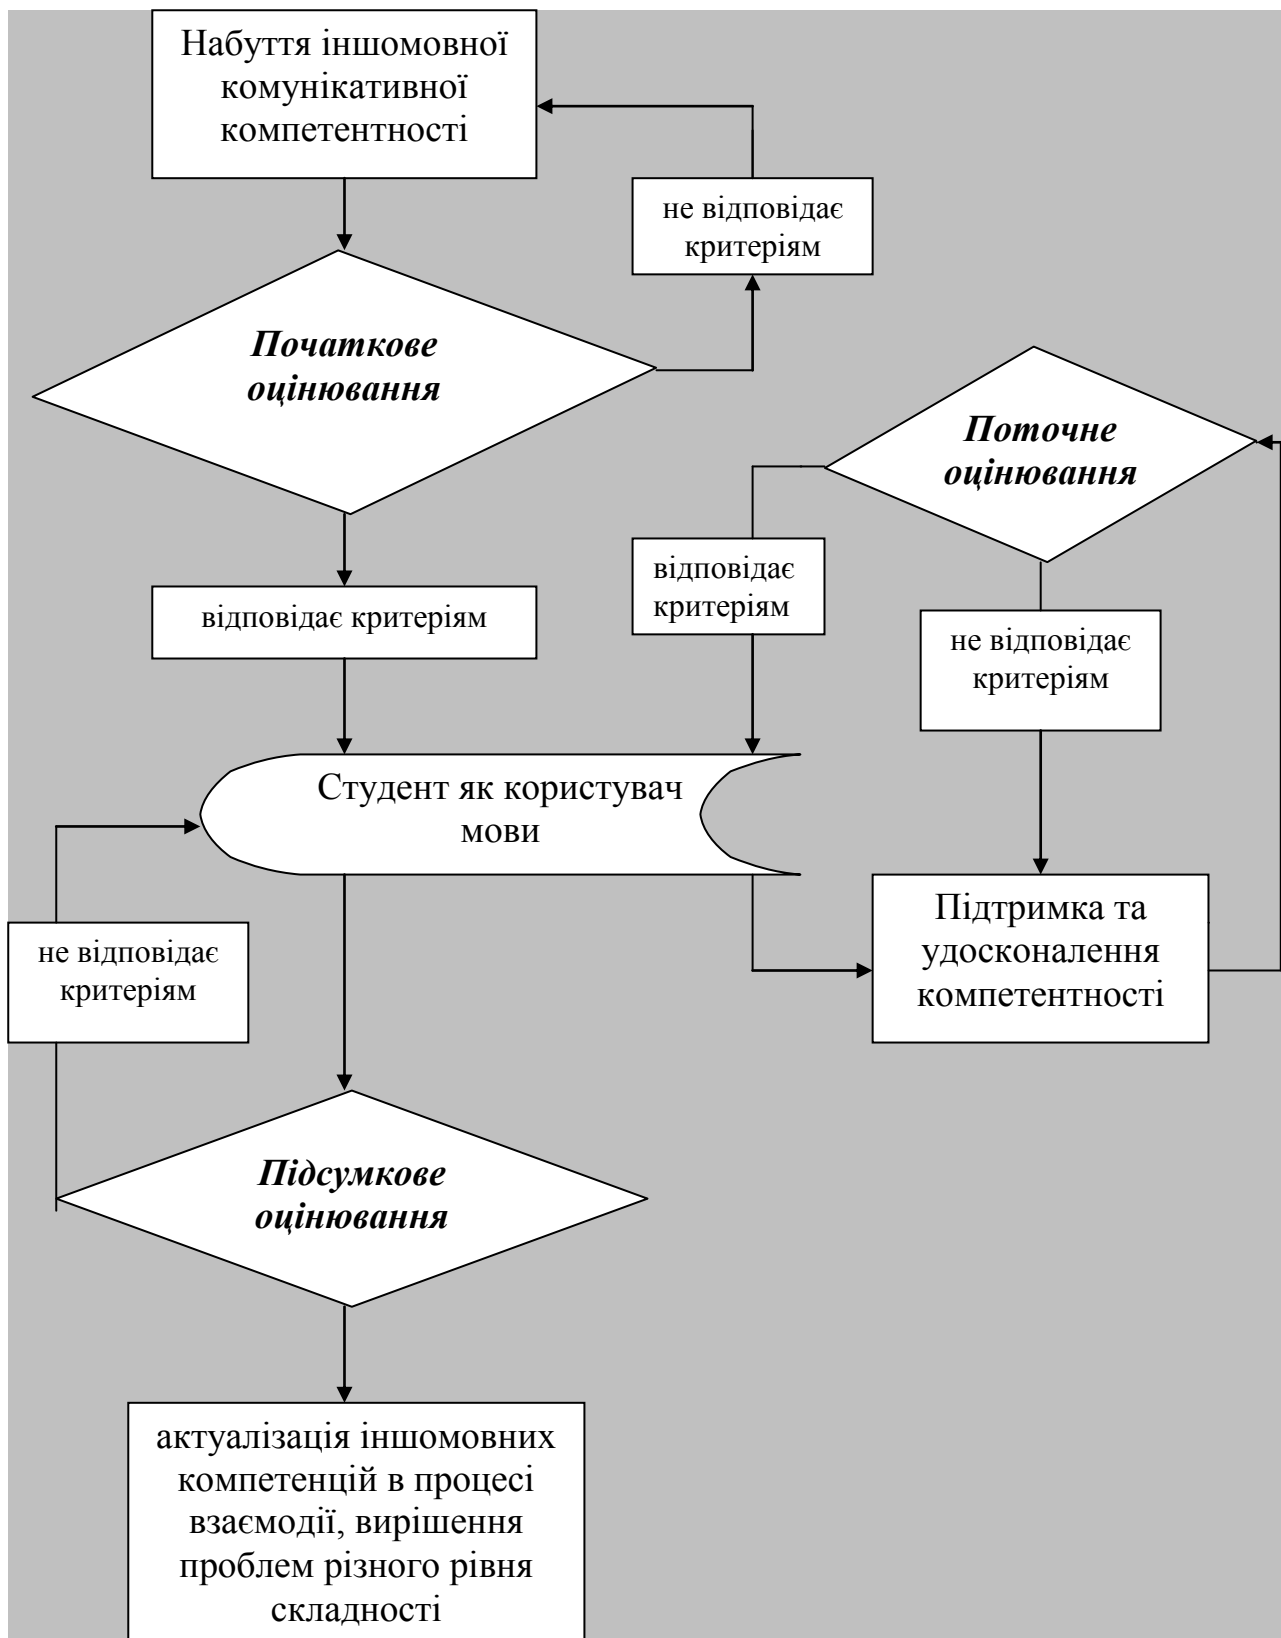 Набуття іншомовної
комунікативної
компетентності
не відповідає
критеріям
Початкове
оцінювання
Поточне
оцінювання
відповідає
критеріям
відповідає критеріям
не відповідає
критеріям
Студент як користувач
мови
не відповідає
критеріям
Підтримка та
удосконалення
компетентності
Підсумкове
оцінювання
актуалізація іншомовних
компетенцій в процесі
взаємодії, вирішення
проблем різного рівня
складності